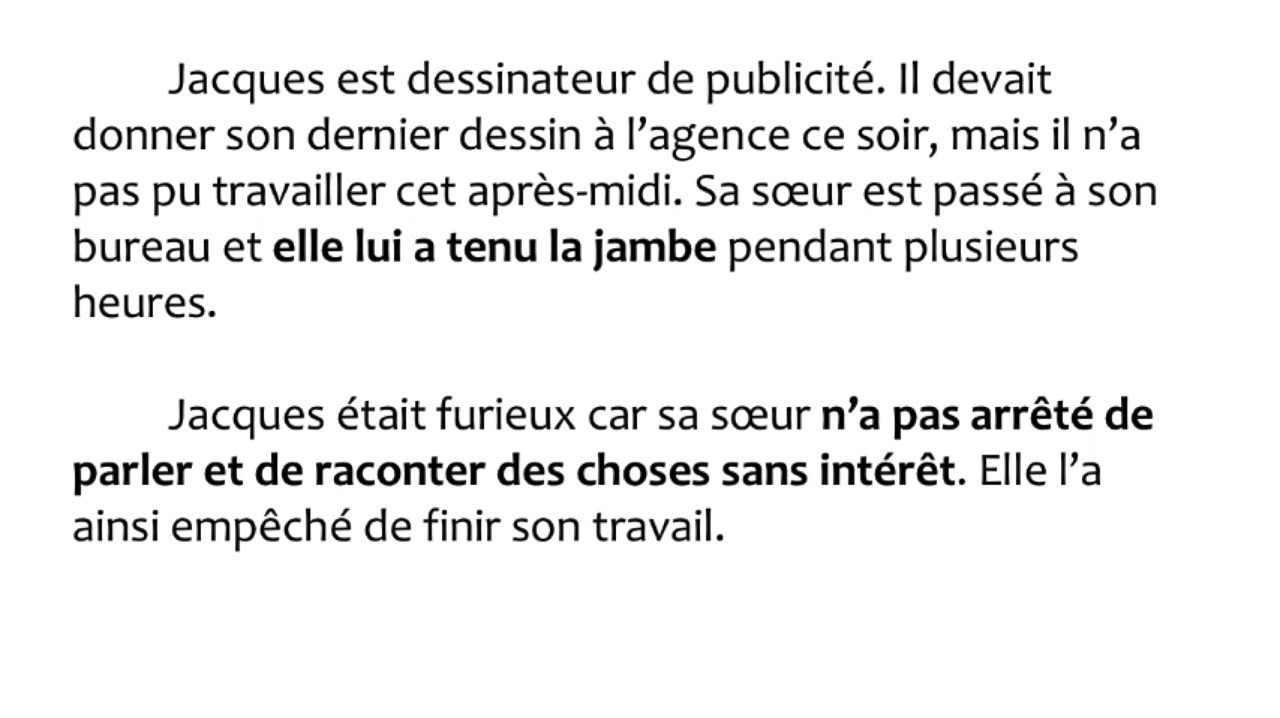 Jacques est dessinateur de publicité. Il devait
donner son dernier dessin à l’agence ce soir, mais il n’a
pas pu travailler cet après-midi. Sa sœur est passé à son
bureau et elle lui a tenu la jambe pendant plusieurs
heures.
Jacques était furieux car sa sœur n’a pas arrêté de
parler et de raconter des choses sans intérêt. Elle l’a
ainsi empêché de finir son travail.